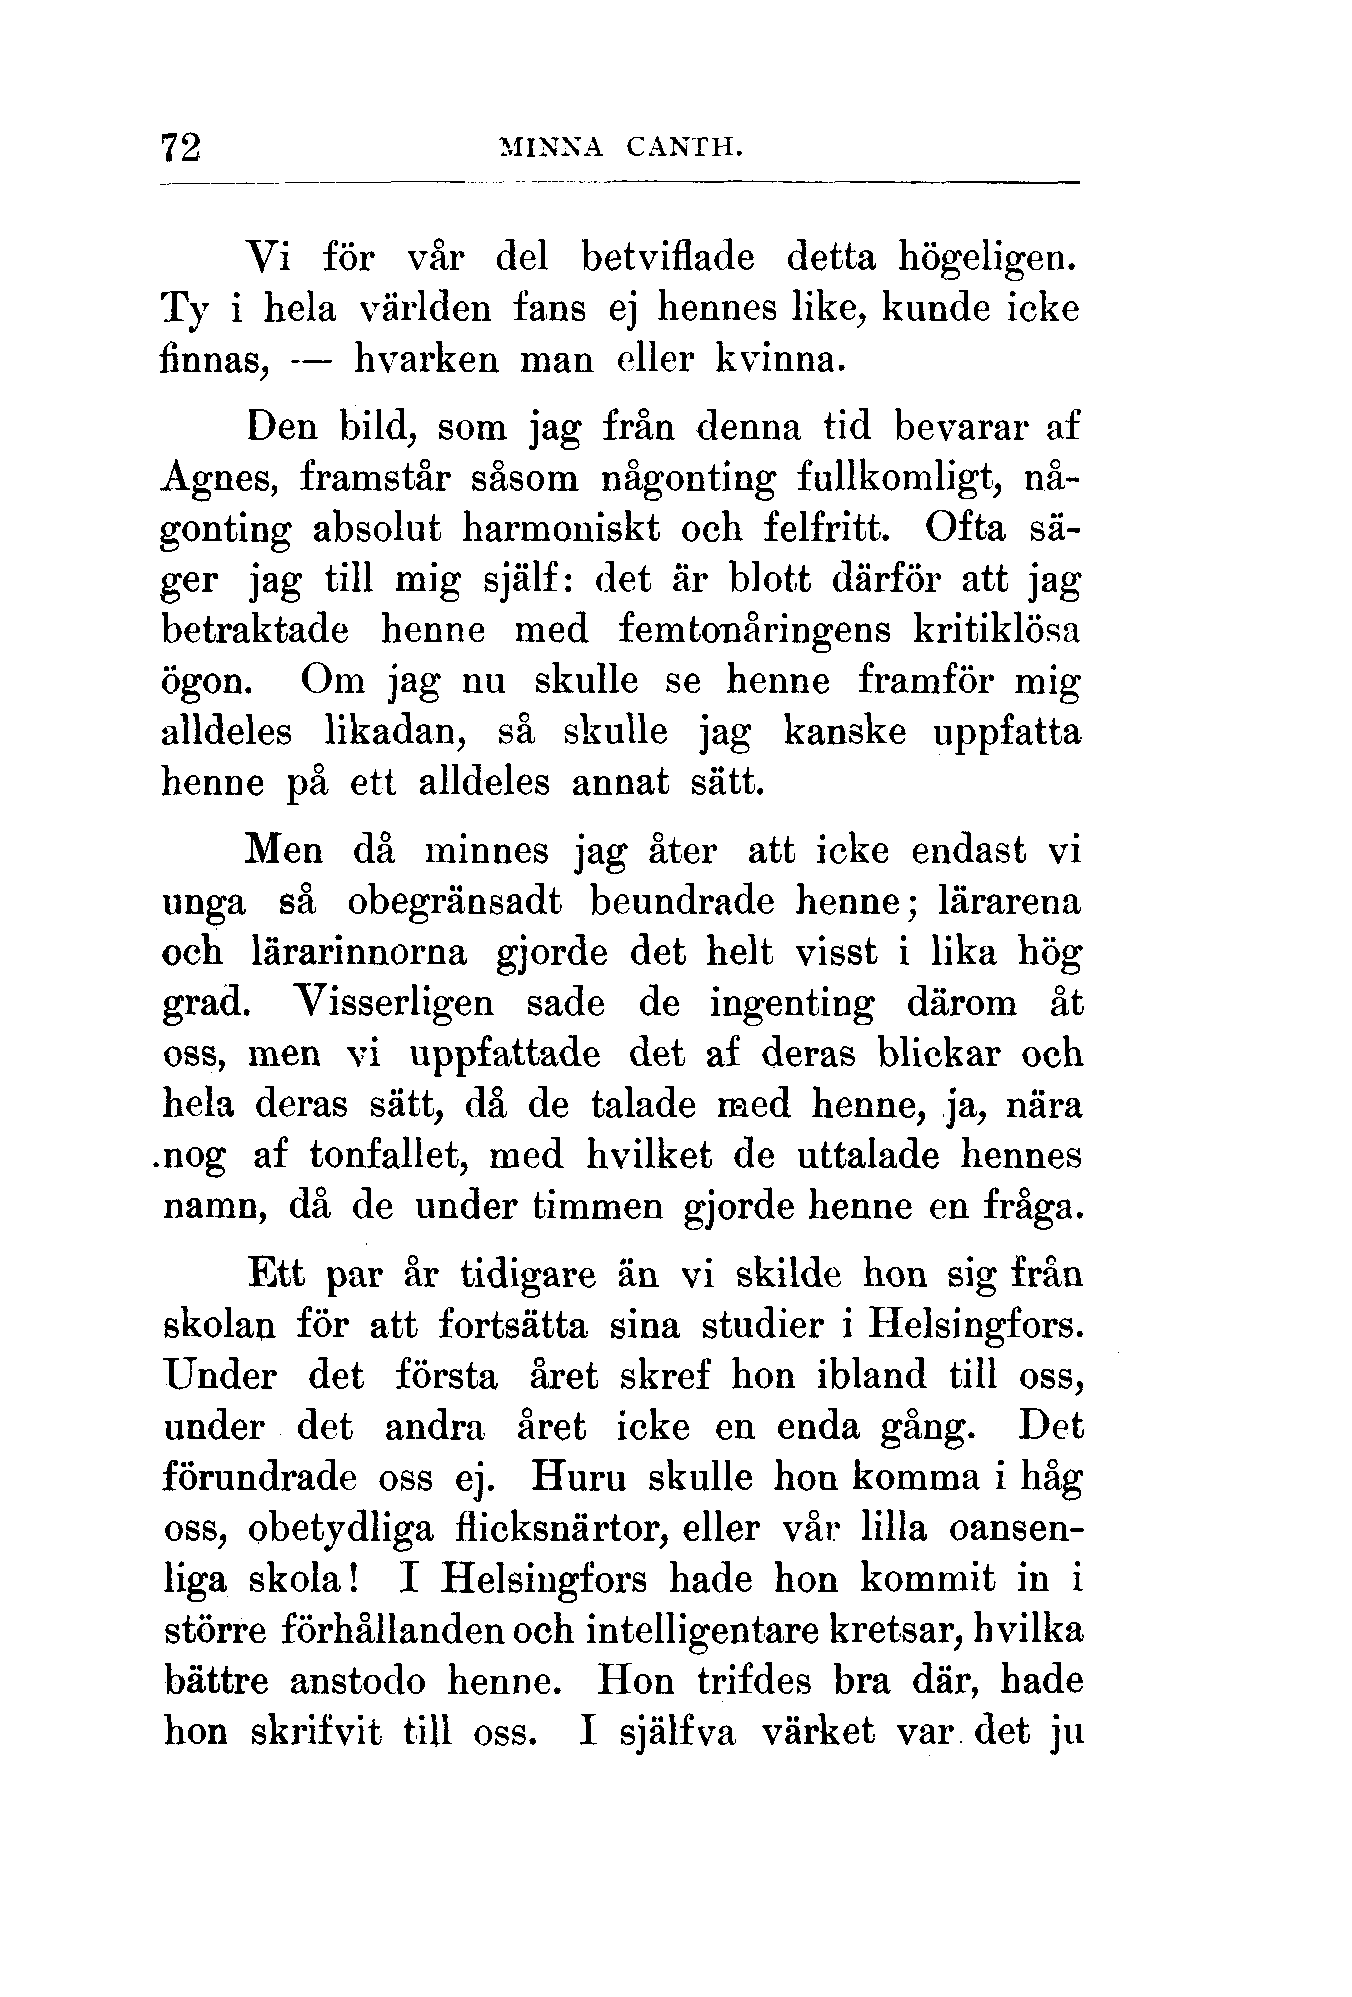 72 MINNA CANTH.
Vi för vår del betviflade detta högeligen.
Ty i hela världen fans ej hennes like, kunde icke
finnas, — hvarken man eller kvinna.
Den bild, som jag från denna tid bevarar af
Agnes, framstår såsom någonting fullkomligt, nå-
gonting absolut harmoniskt och felfritt. Ofta sä-
ger jag till mig själf: det är blott därför att jag
betraktade henne med femtonåringens kritiklösa
ögon. Om jag nu skulle se henne framför mig
alldeles likadan, så skulle jag kanske uppfatta
henne på ett alldeles annat sätt.
Men då minnes jag åter att icke endast vi
unga så obegränsadt beundrade henne; lärarena
och lärarinnorna gjorde det helt visst i lika hög
grad. Visserligen sade de ingenting därom åt
oss, men vi uppfattade det af deras blickar och
hela deras sätt, då de talade med henne, ja, nära
nog af tonfallet, med hvilket de uttalade hennes
namn, då de under timmen gjorde henne en fråga.
Ett par år tidigare än vi skilde hon sig från
skolan för att fortsätta sina studier i Helsingfors.
Under det första året skref hon ibland till oss,
under det andra året icke en enda gång. Det
förundrade oss ej. Huru skulle hon komma i håg
oss, obetydliga flicksnärtor, eller vår lilla oansen-
liga skola! I Helsingfors hade hon kommit in i
större förhållanden och intelligentare kretsar, hvilka
bättre anstodo henne. Hon trifdes bra där, hade
hon skrifvit till oss. I själfva värket var det ju